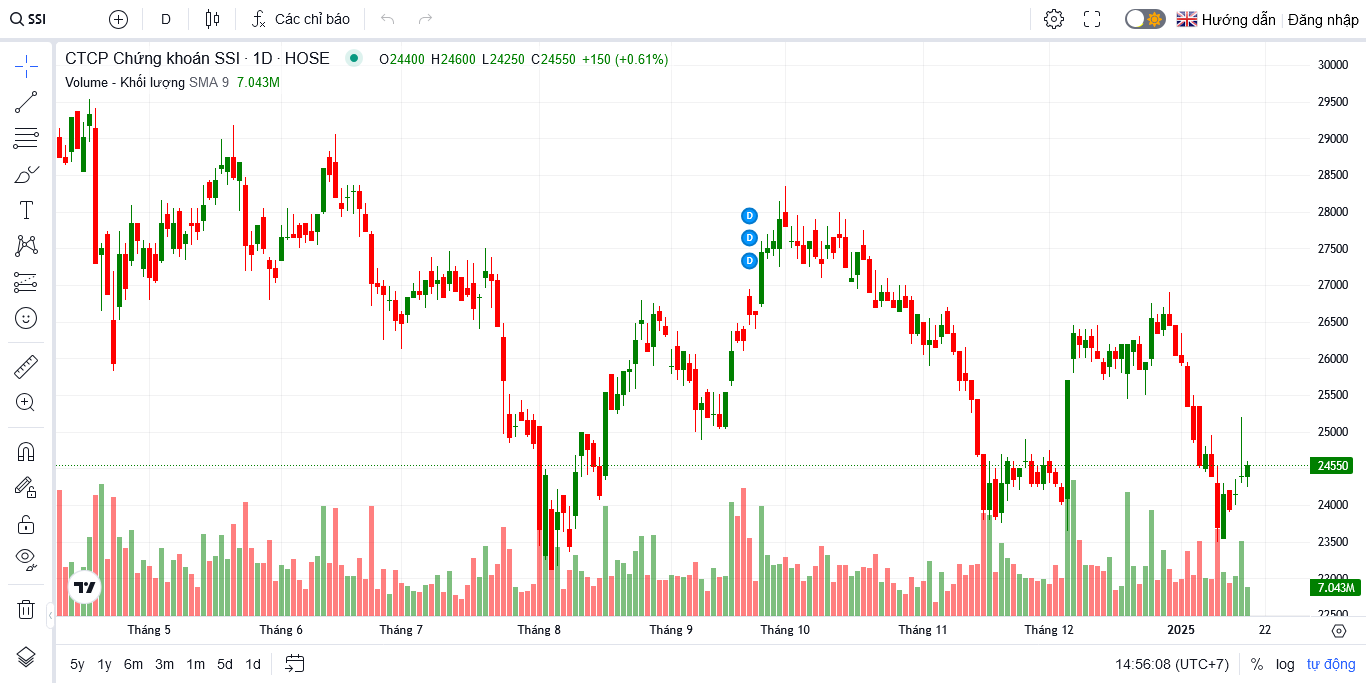 SSI D Các chỉ báo Hướng dẫn Đăng nhập
CTCP Chứng khoán SSI · 1D · HOSE O24400 H24600 L24250 C24550 +150 (+0.61%)
Volume - Khối lượng SMA 9 7.043M
30000
29500
29000
28500
28000
D
D
27500
D
27000
26500
26000
25500
25000
24550
24000
23500
22000
7.043M
22500
Tháng 5 Tháng 6 Tháng 7 Tháng 8 Tháng 9 Tháng 10 Tháng 11 Tháng 12 2025 22
5y 1y 6m 3m 1m 5d 1d 14:56:08 (UTC+7) % log tự động